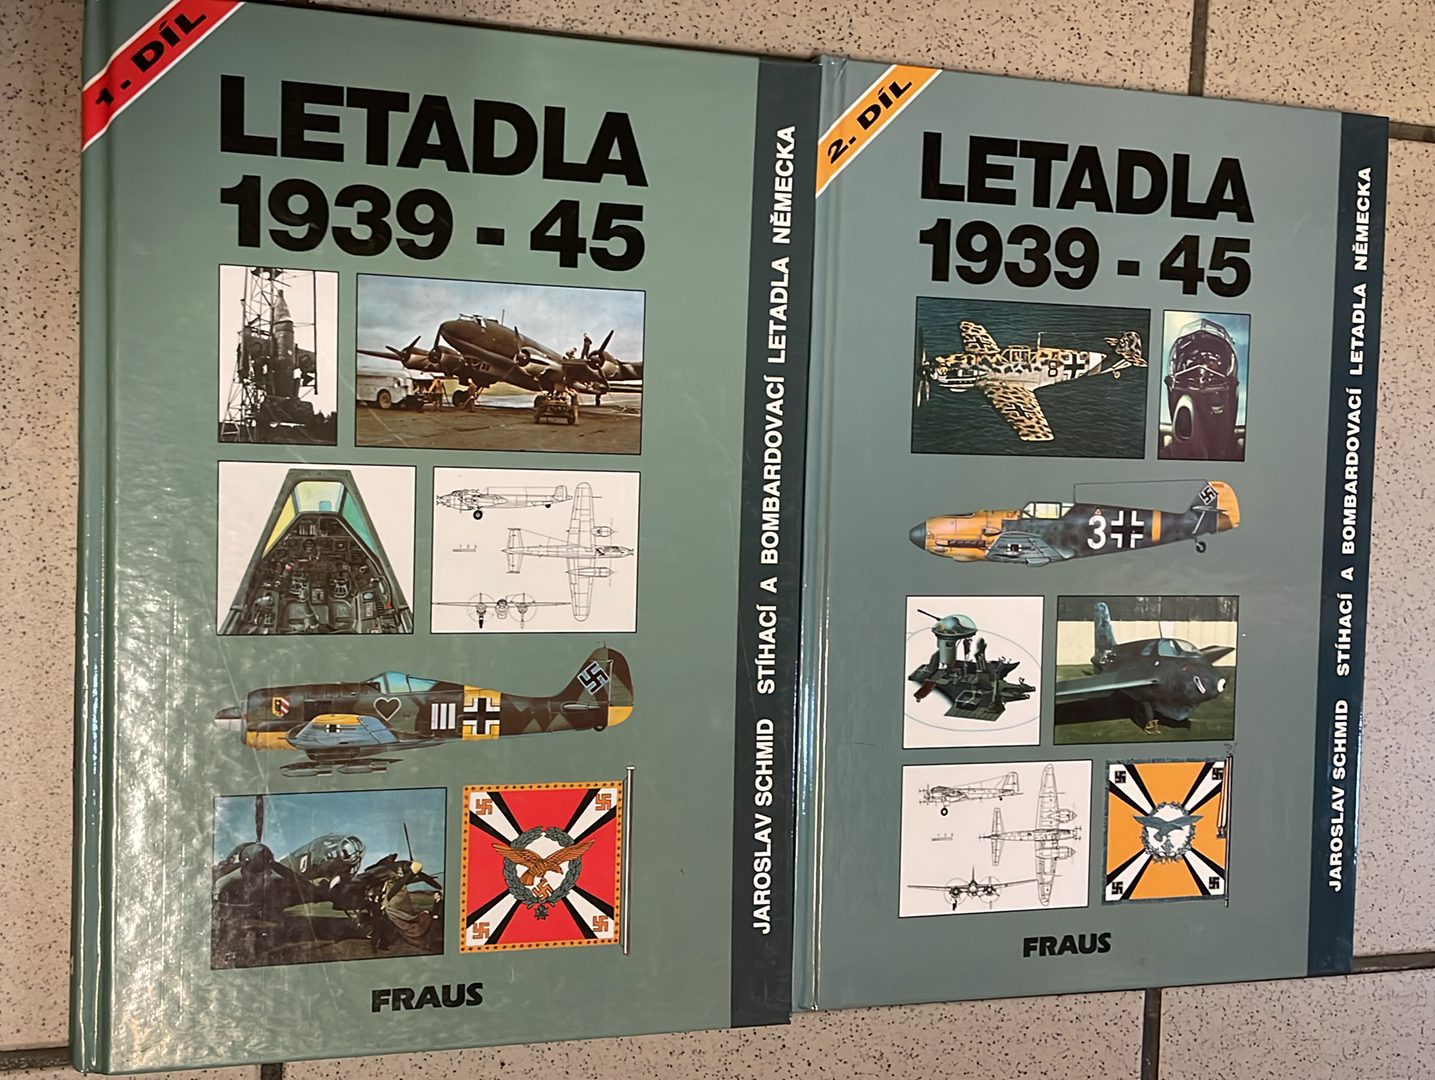 1. DÍL
LETADLA
1939 - 45
JAROSLAV SCHMID STÍHACÍ A BOMBARDOVACÍ LETADLA NĚMECKA
FRAUS
2. DÍL
LETADLA
1939 - 45
3
JAROSLAV SCHMID STÍHACÍ A BOMBARDOVACÍ LETADLA NĚMECKA
FRAUS